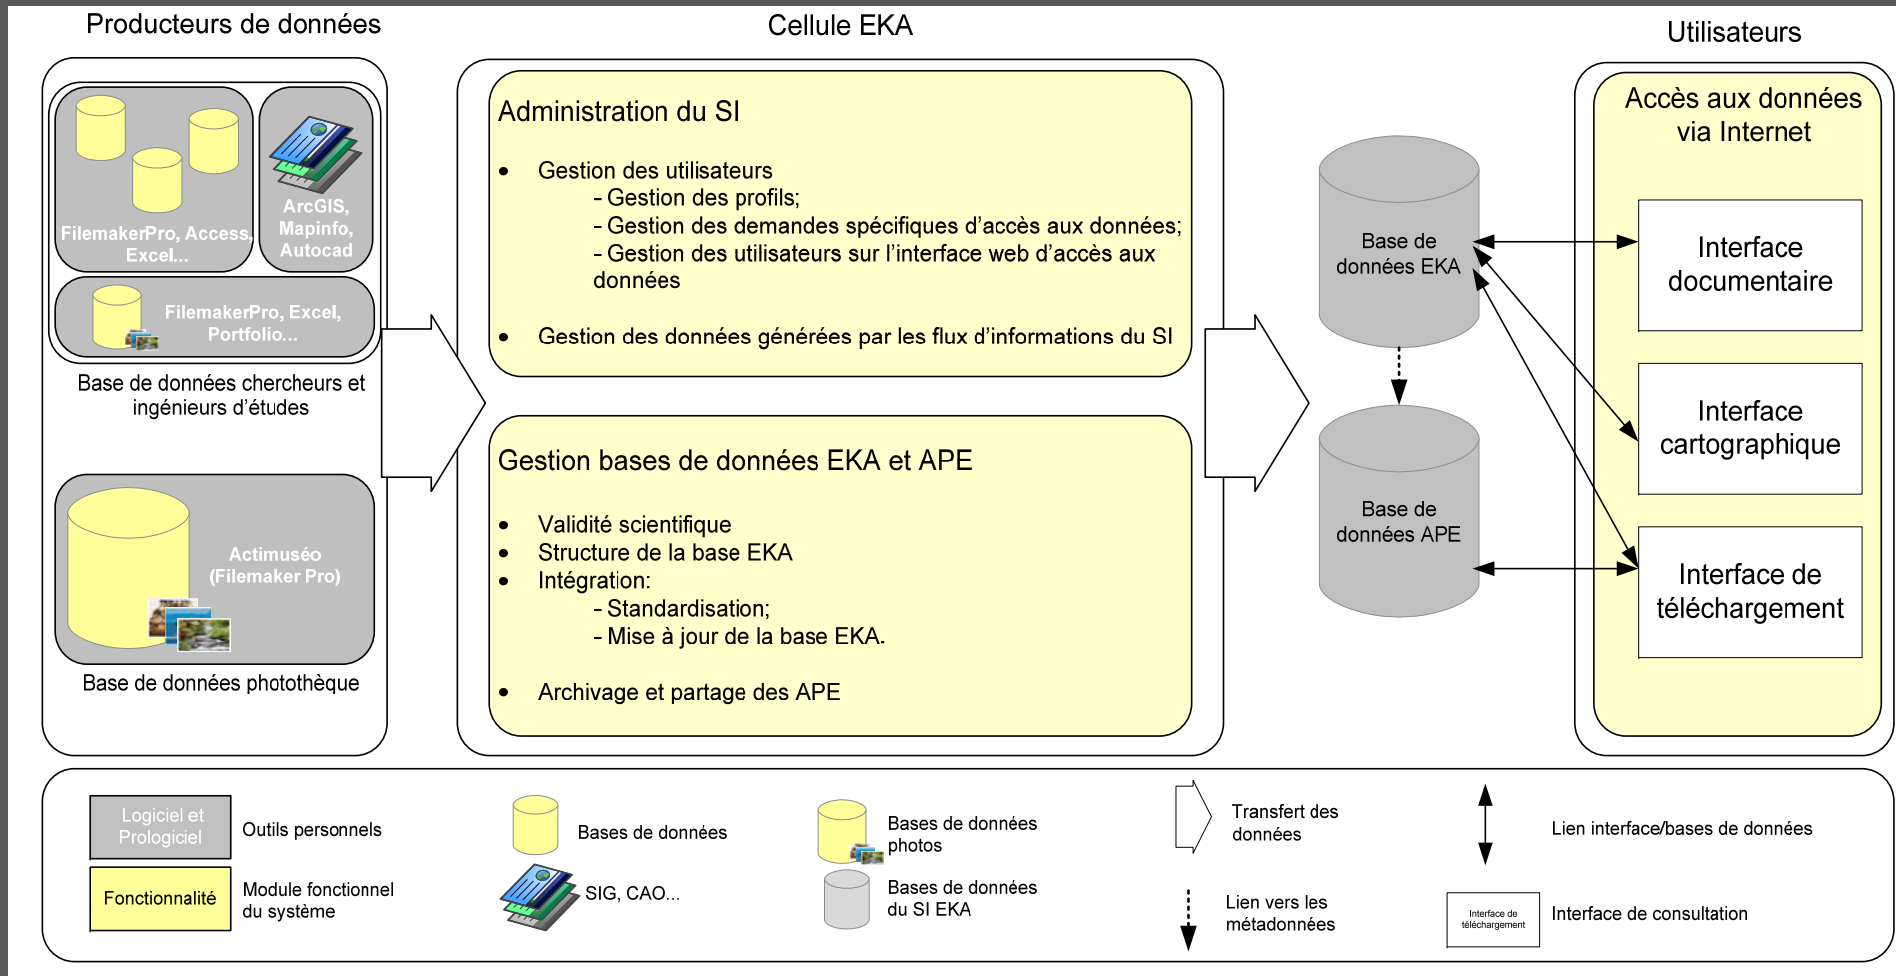 Producteurs de données
Cellule EKA
Utilisateurs
FilemakerPro, Access,
Excel...
ArcGIS,
Mapinfo,
Autocad
FilemakerPro, Excel,
Portfolio...
Base de données chercheurs et
ingénieurs d'études
Actimuséo
(Filemaker Pro)
Base de données photothèque
Administration du SI
• Gestion des utilisateurs
– Gestion des profils;
– Gestion des demandes spécifiques d'accès aux données;
– Gestion des utilisateurs sur l'interface web d'accès aux
données
• Gestion des données générées par les flux d'informations du SI
Gestion bases de données EKA et APE
• Validité scientifique
• Structure de la base EKA
• Intégration:
– Standardisation;
– Mise à jour de la base EKA.
• Archivage et partage des APE
Base de
données EKA
Base de
données APE
Accès aux données
via Internet
Interface
documentaire
Interface
cartographique
Interface de
téléchargement
Logiciel et
Prologiciel
Outils personnels
Fonctionnalité
Module fonctionnel
du système
Bases de données
SIG, CAO...
Bases de données
photos
Bases de données
du SI EKA
Transfert des
données
Lien vers les
métadonnées
Lien interface/bases de données
Interface de
téléchargement
Interface de consultation